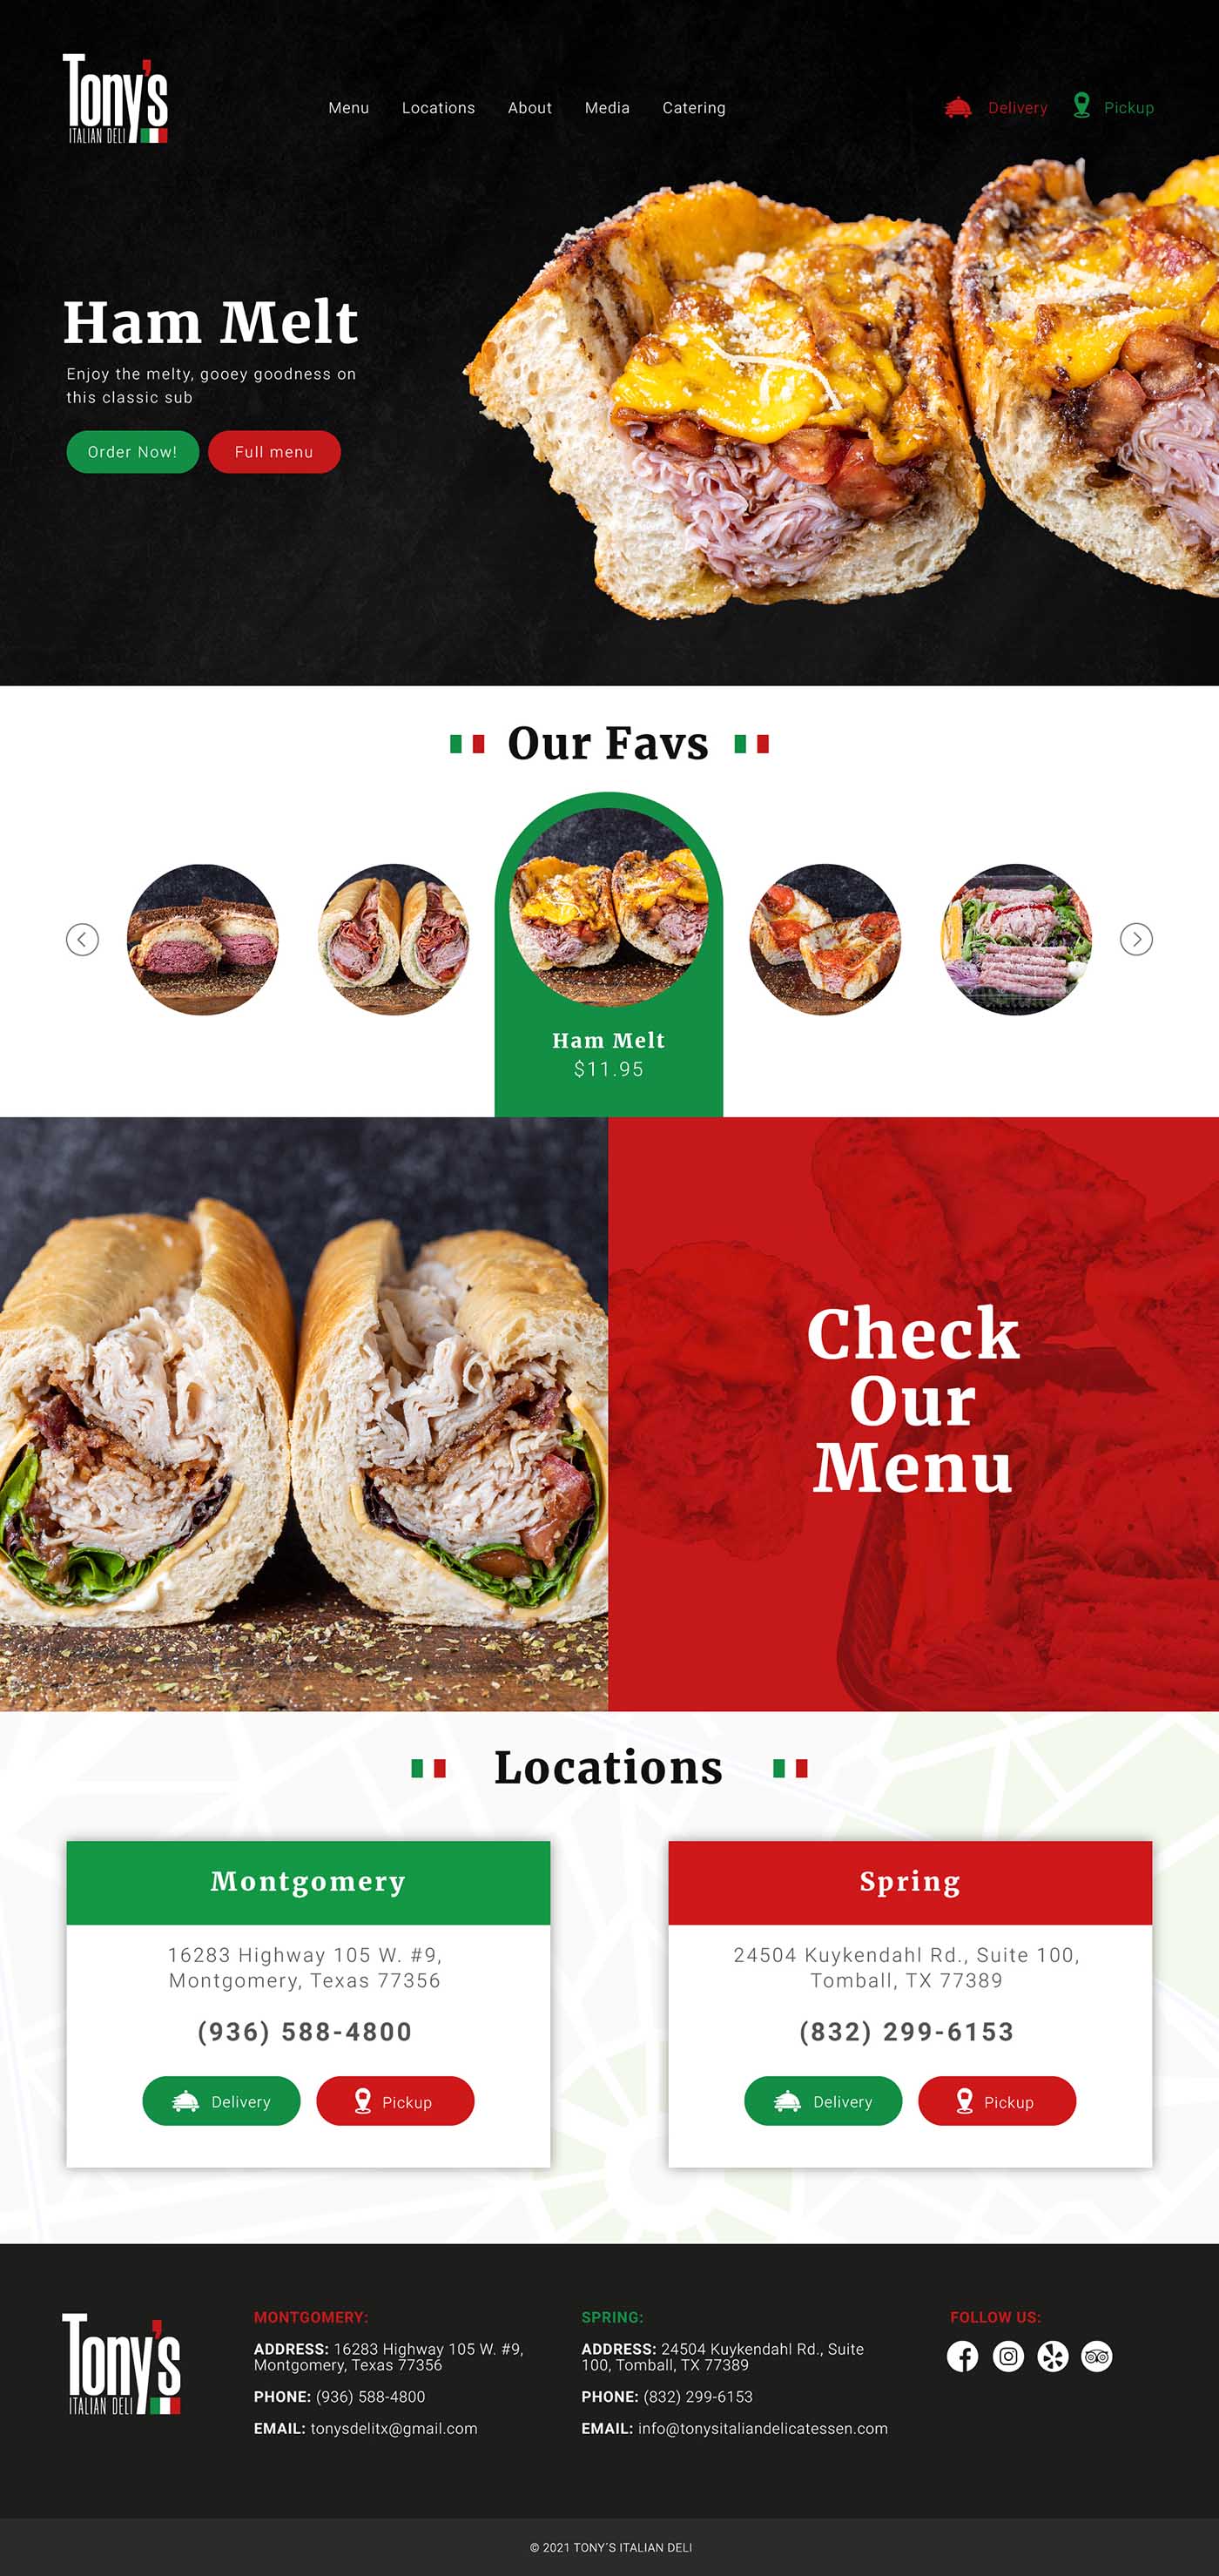 Tony's
ITALIAN DELI
Menu
Locations
About
Media
Catering
Delivery
Pickup
Ham Melt
Enjoy the melty, gooey goodness on
this classic sub
Order Now!
Full menu
Our Favs
Ham Melt
$11.95
Check
Our
Menu
Locations
Montgomery
16283 Highway 105 W. #9,
Montgomery, Texas 77356
(936) 588-4800
Delivery
Pickup
Spring
24504 Kuykendahl Rd., Suite 100,
Tomball, TX 77389
(832) 299-6153
Delivery
Pickup
Tony's
ITALIAN DELI
MONTGOMERY:
ADDRESS: 16283 Highway 105 W. #9,
Montgomery, Texas 77356
PHONE: (936) 588-4800
EMAIL: tonysdelitx@gmail.com
SPRING:
ADDRESS: 24504 Kuykendahl Rd., Suite
100, Tomball, TX 77389
PHONE: (832) 299-6153
EMAIL: info@tonysitaliandelicatessen.com
FOLLOW US:
© 2021 TONY´S ITALIAN DELI